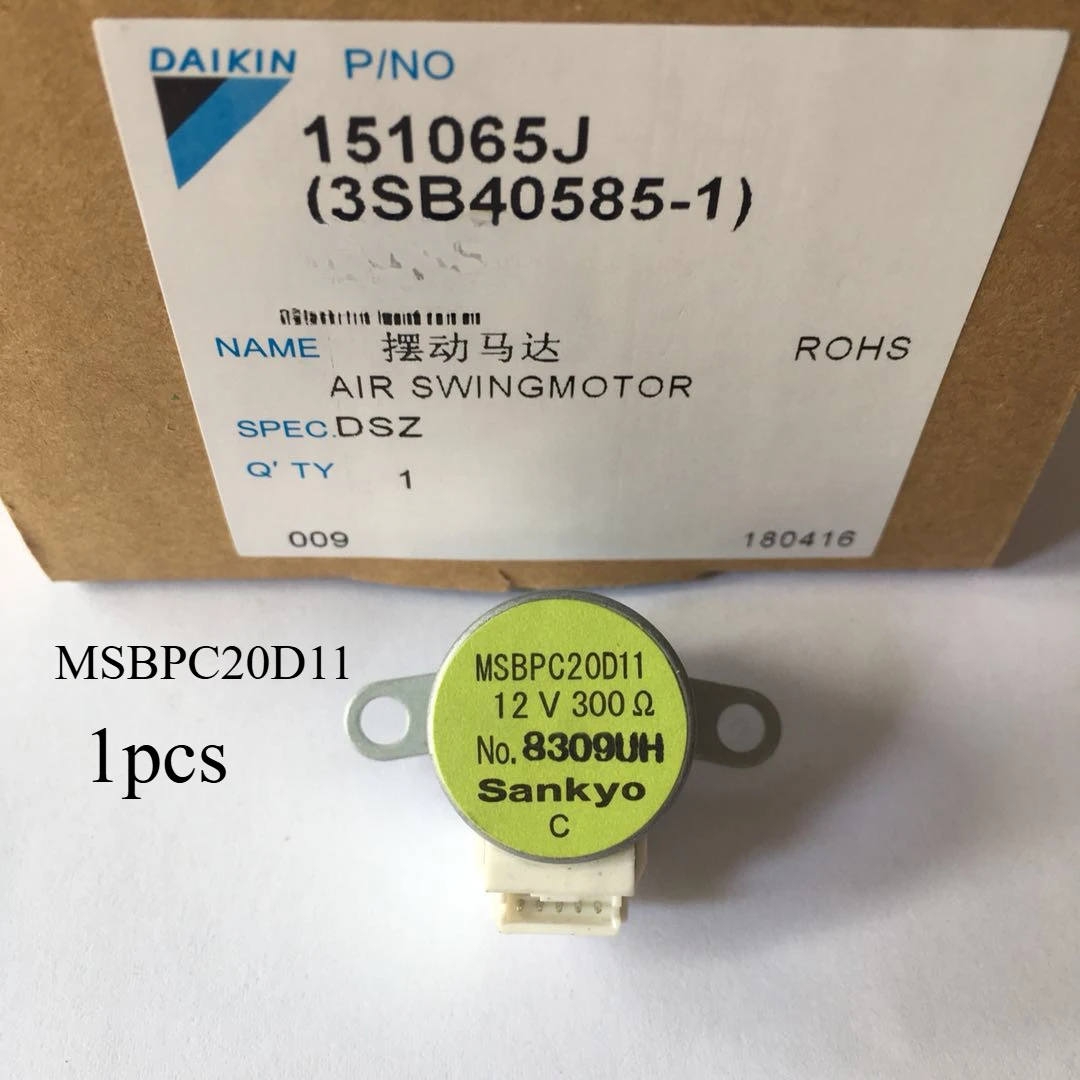 DAIKIN P/NO
151065J
(3SB40585-1)
NAME 摆动马达 ROHS
AIR SWINGMOTOR
SPEC. DSZ
Q' TY 1
009 180416
MSBPC20D11
1pcs
MSBPC20D11
12 V 300 Ω
No. 8309UH
Sankyo
C